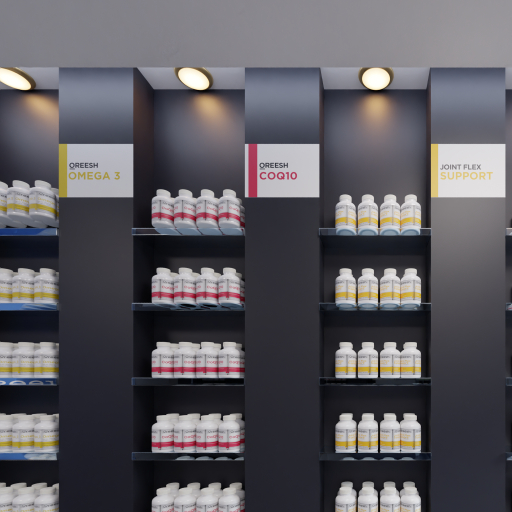 QREESH
OMEGA 3
QREESH
COQ10
JOINT FLEX
SUPPORT